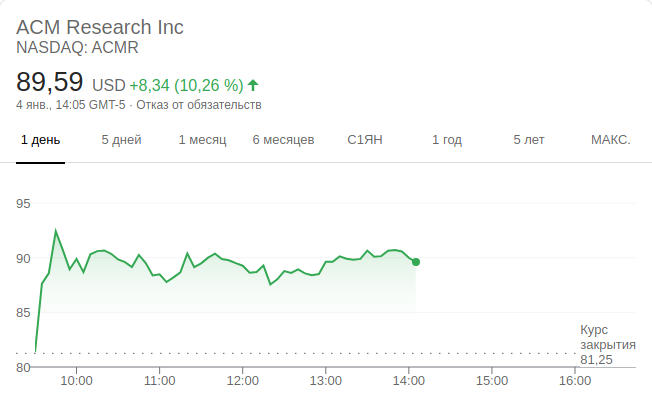 ACM Research Inc
NASDAQ: ACMR
89,59 USD +8,34 (10,26 %)
4 янв., 14:05 GMT-5 · Отказ от обязательств
1 день 5 дней 1 месяц 6 месяцев С1ЯН 1 год 5 лет МАКС.
95
90
85
80
Курс
закрытия
81,25
10:00 11:00 12:00 13:00 14:00 15:00 16:00